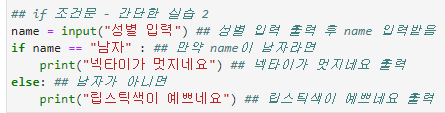 ## if 조건문 - 간단한 실습 2
name = input("성별 입력") ## 성별 입력 출력 후 name 입력받음
if name == "남자" : ## 만약 name이 남자라면
    print("넥타이가 멋지네요") ## 넥타이가 멋지네요 출력
else: ## 남자가 아니면
    print("립스틱색이 예쁘네요") ## 립스틱색이 예쁘네요 출력